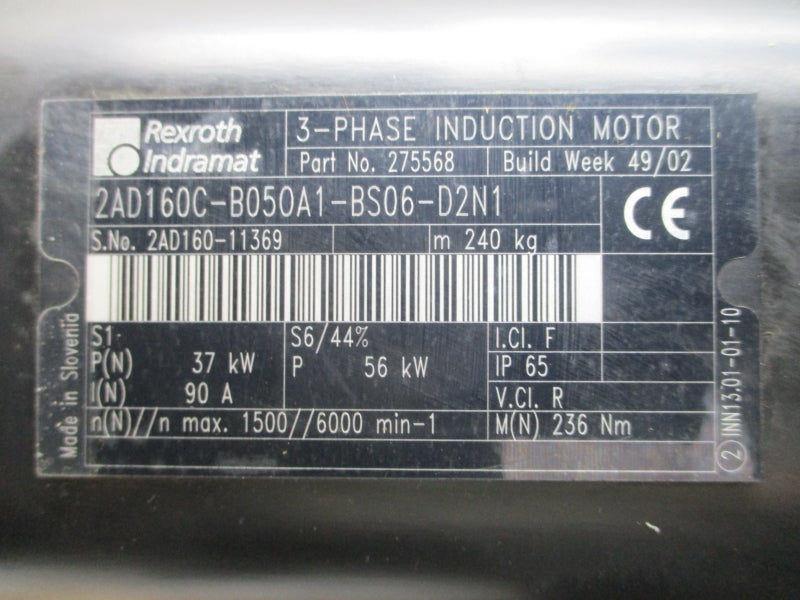 Rexroth
Indramat
3-PHASE INDUCTION MOTOR
Part No. 275568 Build Week 49/02
2AD160C-B050A1-BS06-D2N1
CE
S.No. 2AD160-11369 m 240 kg
S1 S6/44% I.Cl. F
P(N) 37 kW P 56 kW IP 65
I(N) 90 A V.Cl. R
n(N)//n max. 1500//6000 min-1 M(N) 236 Nm
Made in Slovenia
2 INN13.01-01-10